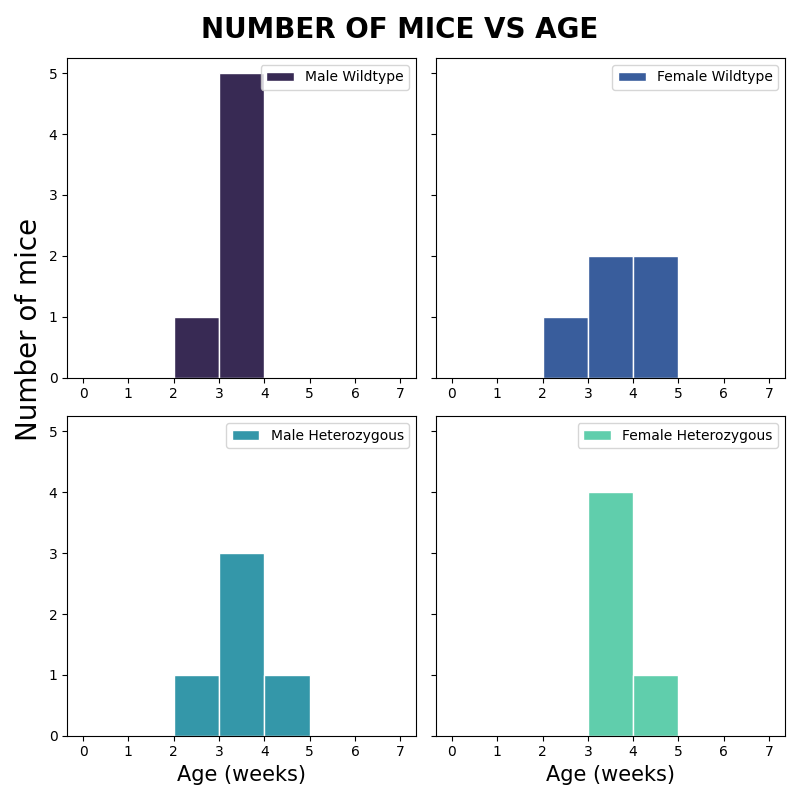 NUMBER OF MICE VS AGE
Number of mice
5
4
3
2
1
0
Male Wildtype
0 1 2 3 4 5 6 7
Female Wildtype
0 1 2 3 4 5 6 7
5
4
3
2
1
0
Male Heterozygous
0 1 2 3 4 5 6 7
Age (weeks)
Female Heterozygous
0 1 2 3 4 5 6 7
Age (weeks)